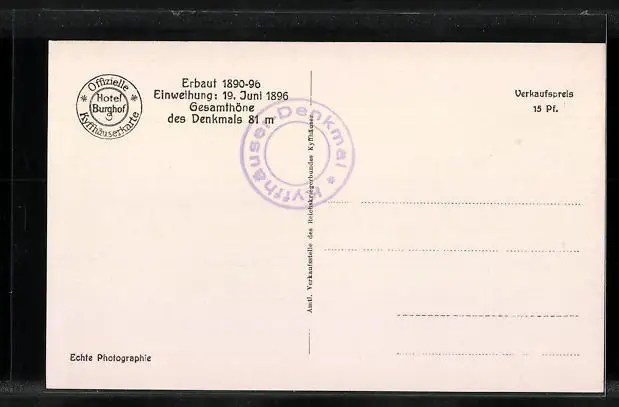 * Offizielle *
Kyffhäuserkarte
Hotel
Burghof
Erbaut 1890-96
Einweihung: 19. Juni 1896
Gesamthöhe
des Denkmals 81 m
Kyffhäuser-Denkmal *
Verkaufspreis
15 Pf.
Amtl. Verkaufsstelle des Reichskriegerbundes Kyffhäuser
Echte Photographie